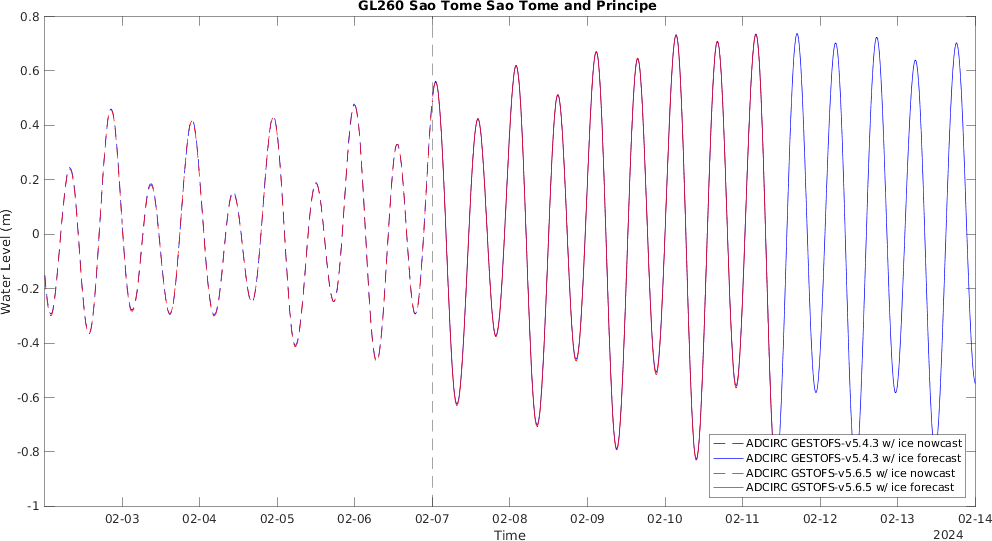 GL260 Sao Tome Sao Tome and Principe
0.8
0.6
0.4
0.2
0
-0.2
-0.4
-0.6
-0.8
-1
Water Level (m)
ADCIRC GESTOFS-v5.4.3 w/ ice nowcast
ADCIRC GESTOFS-v5.4.3 w/ ice forecast
ADCIRC GSTOFS-v5.6.5 w/ ice nowcast
ADCIRC GSTOFS-v5.6.5 w/ ice forecast
02-03 02-04 02-05 02-06 02-07 02-08 02-09 02-10 02-11 02-12 02-13 02-14
Time
2024